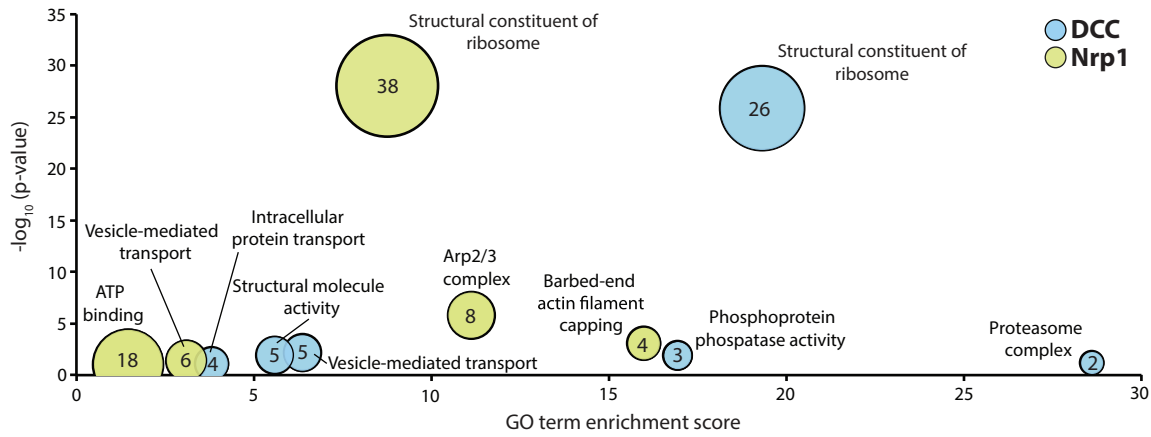 35
30
25
20
15
10
5
0
-log10 (p-value)
0
5
10
15
20
25
30
GO term enrichment score
DCC
Nrp1
Structural constituent of
ribosome
38
Structural constituent of
ribosome
26
Vesicle-mediated
transport
6
Intracellular
protein transport
4
ATP
binding
18
Structural molecule
activity
5
5
Vesicle-mediated transport
Arp2/3
complex
8
Barbed-end
actin filament
capping
4
Phosphoprotein
phospatase activity
3
Proteasome
complex
2